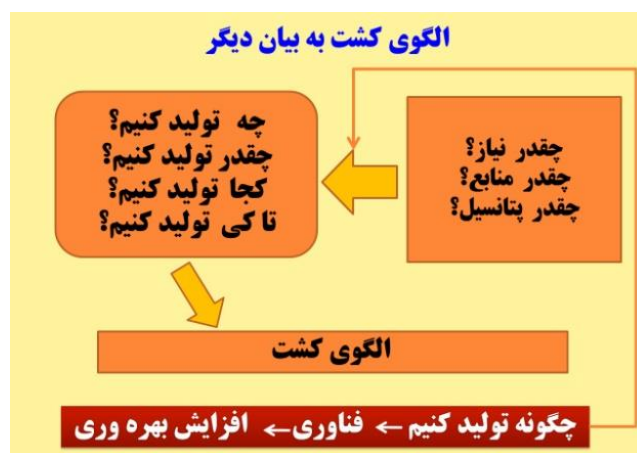 الگوی کشت به بیان دیگر
چقدر نیاز؟
چقدر منابع؟
چقدر پتانسیل؟
چه تولید کنیم؟
چقدر تولید کنیم؟
کجا تولید کنیم؟
تا کی تولید کنیم؟
الگوی کشت
چگونه تولید کنیم ← فناوری ← افزایش بهره وری